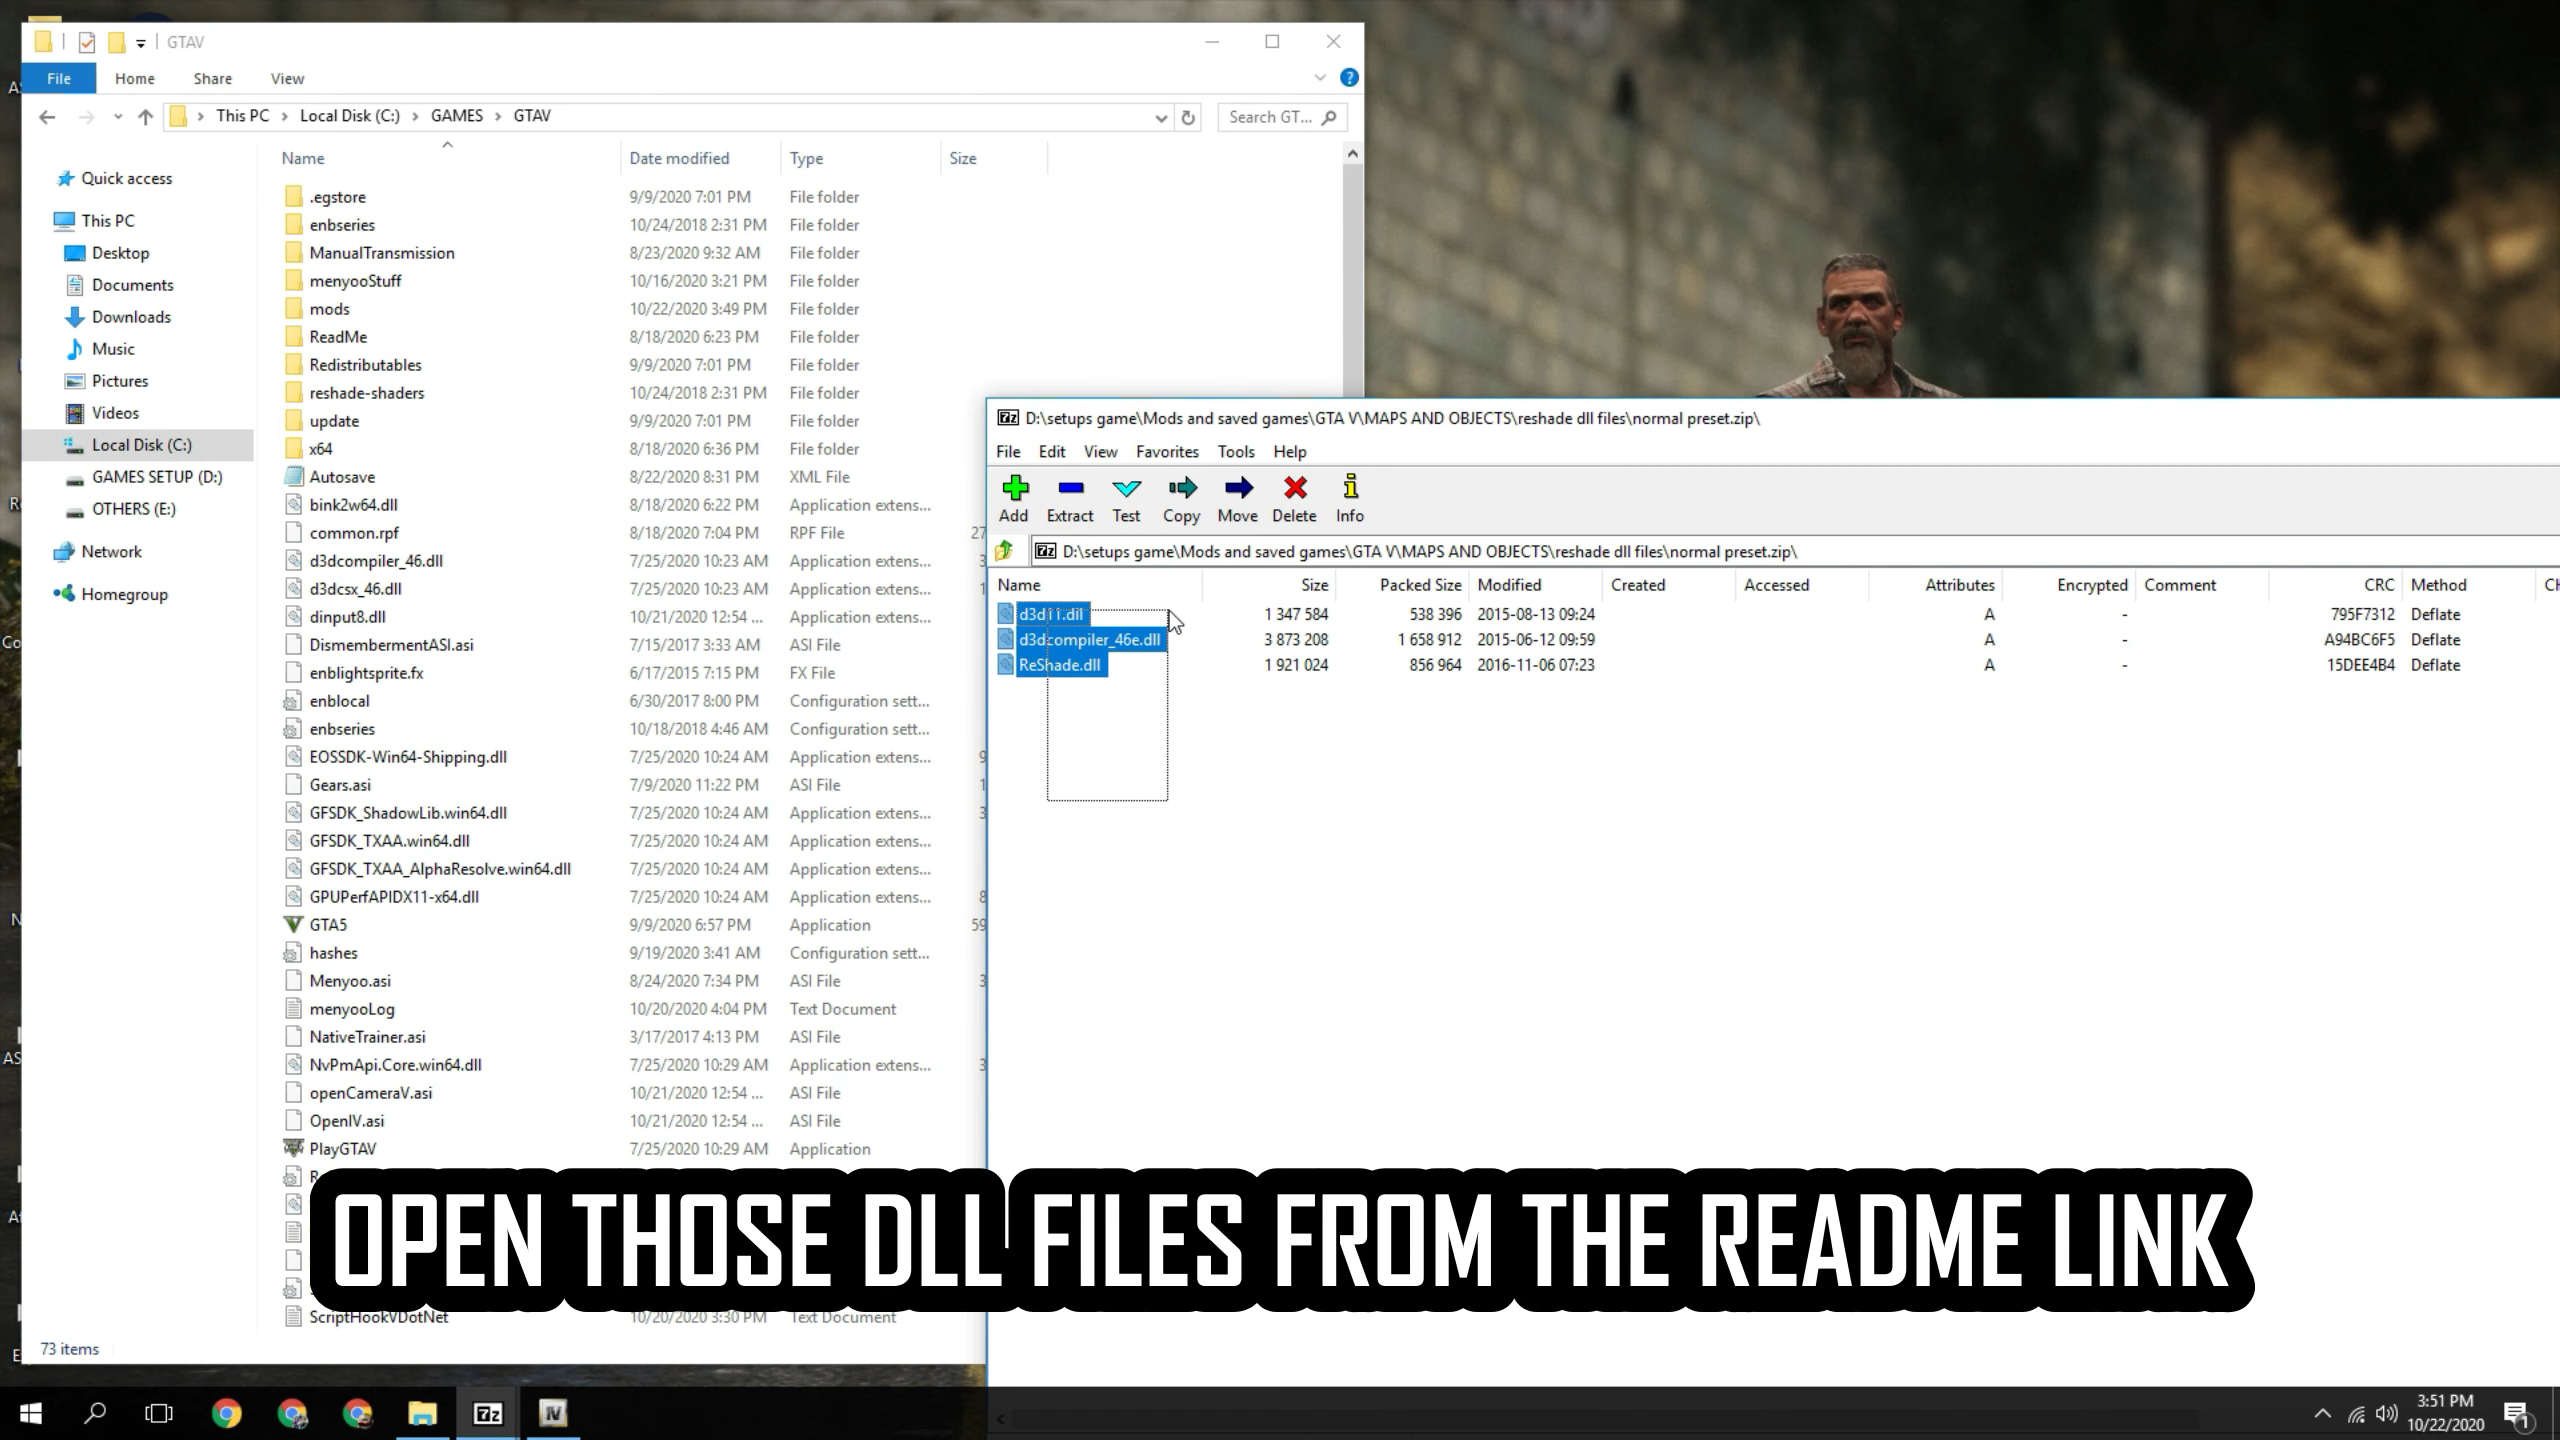 GTAV
File Home Share View
This PC Local Disk (C:) GAMES GTAV Search GT...
Name Date modified Type Size
Quick access
This PC
Desktop
Documents
Downloads
Music
Pictures
Videos
Local Disk (C:)
GAMES SETUP (D:)
OTHERS (E:)
Network
Homegroup
.egstore 9/9/2020 7:01 PM File folder
enbseries 10/24/2018 2:31 PM File folder
ManualTransmission 8/23/2020 9:32 AM File folder
menyooStuff 10/16/2020 3:21 PM File folder
mods 10/22/2020 3:49 PM File folder
ReadMe 8/18/2020 6:23 PM File folder
Redistributables 9/9/2020 7:01 PM File folder
reshade-shaders 10/24/2018 2:31 PM File folder
update 9/9/2020 7:01 PM File folder
x64 8/18/2020 6:36 PM File folder
Autosave 8/22/2020 8:31 PM XML File
bink2w64.dll 8/18/2020 6:22 PM Application extens...
common.rpf 8/18/2020 7:04 PM RPF File 27
d3dcompiler_46.dll 7/25/2020 10:23 AM Application extens... 3
d3dcsx_46.dll 7/25/2020 10:23 AM Application extens... 1
dinput8.dll 10/21/2020 12:54 ... Application extens...
DismembermentASI.asi 7/15/2017 3:33 AM ASI File
enblightsprite.fx 6/17/2015 7:15 PM FX File
enblocal 6/30/2017 8:00 PM Configuration sett...
enbseries 10/18/2018 4:46 AM Configuration sett...
EOSSDK-Win64-Shipping.dll 7/25/2020 10:24 AM Application extens... 9
Gears.asi 7/9/2020 11:22 PM ASI File 1
GFSDK_ShadowLib.win64.dll 7/25/2020 10:24 AM Application extens... 3
GFSDK_TXAA.win64.dll 7/25/2020 10:24 AM Application extens...
GFSDK_TXAA_AlphaResolve.win64.dll 7/25/2020 10:24 AM Application extens...
GPUPerfAPIDX11-x64.dll 7/25/2020 10:24 AM Application extens... 8
GTA5 9/9/2020 6:57 PM Application 59
hashes 9/19/2020 3:41 AM Configuration sett...
Menyoo.asi 8/24/2020 7:34 PM ASI File 3
menyooLog 10/20/2020 4:04 PM Text Document
NativeTrainer.asi 3/17/2017 4:13 PM ASI File
NvPmApi.Core.win64.dll 7/25/2020 10:29 AM Application extens... 3
openCameraV.asi 10/21/2020 12:54 ... ASI File
OpenIV.asi 10/21/2020 12:54 ... ASI File
PlayGTAV 7/25/2020 10:29 AM Application
ScriptHookVDotNet 10/20/2020 3:30 PM Text Document
73 items
D:\setups game\Mods and saved games\GTA V\MAPS AND OBJECTS\reshade dll files\normal preset.zip\
File Edit View Favorites Tools Help
Add Extract Test Copy Move Delete Info
D:\setups game\Mods and saved games\GTA V\MAPS AND OBJECTS\reshade dll files\normal preset.zip\
Name Size Packed Size Modified Created Accessed Attributes Encrypted Comment CRC Method
d3d11.dll 1 347 584 538 396 2015-08-13 09:24 A - 795F7312 Deflate
d3dcompiler_46e.dll 3 873 208 1 658 912 2015-06-12 09:59 A - A94BC6F5 Deflate
ReShade.dll 1 921 024 856 964 2016-11-06 07:23 A - 15DEE4B4 Deflate
OPEN THOSE DLL FILES FROM THE README LINK
3:51 PM
10/22/2020